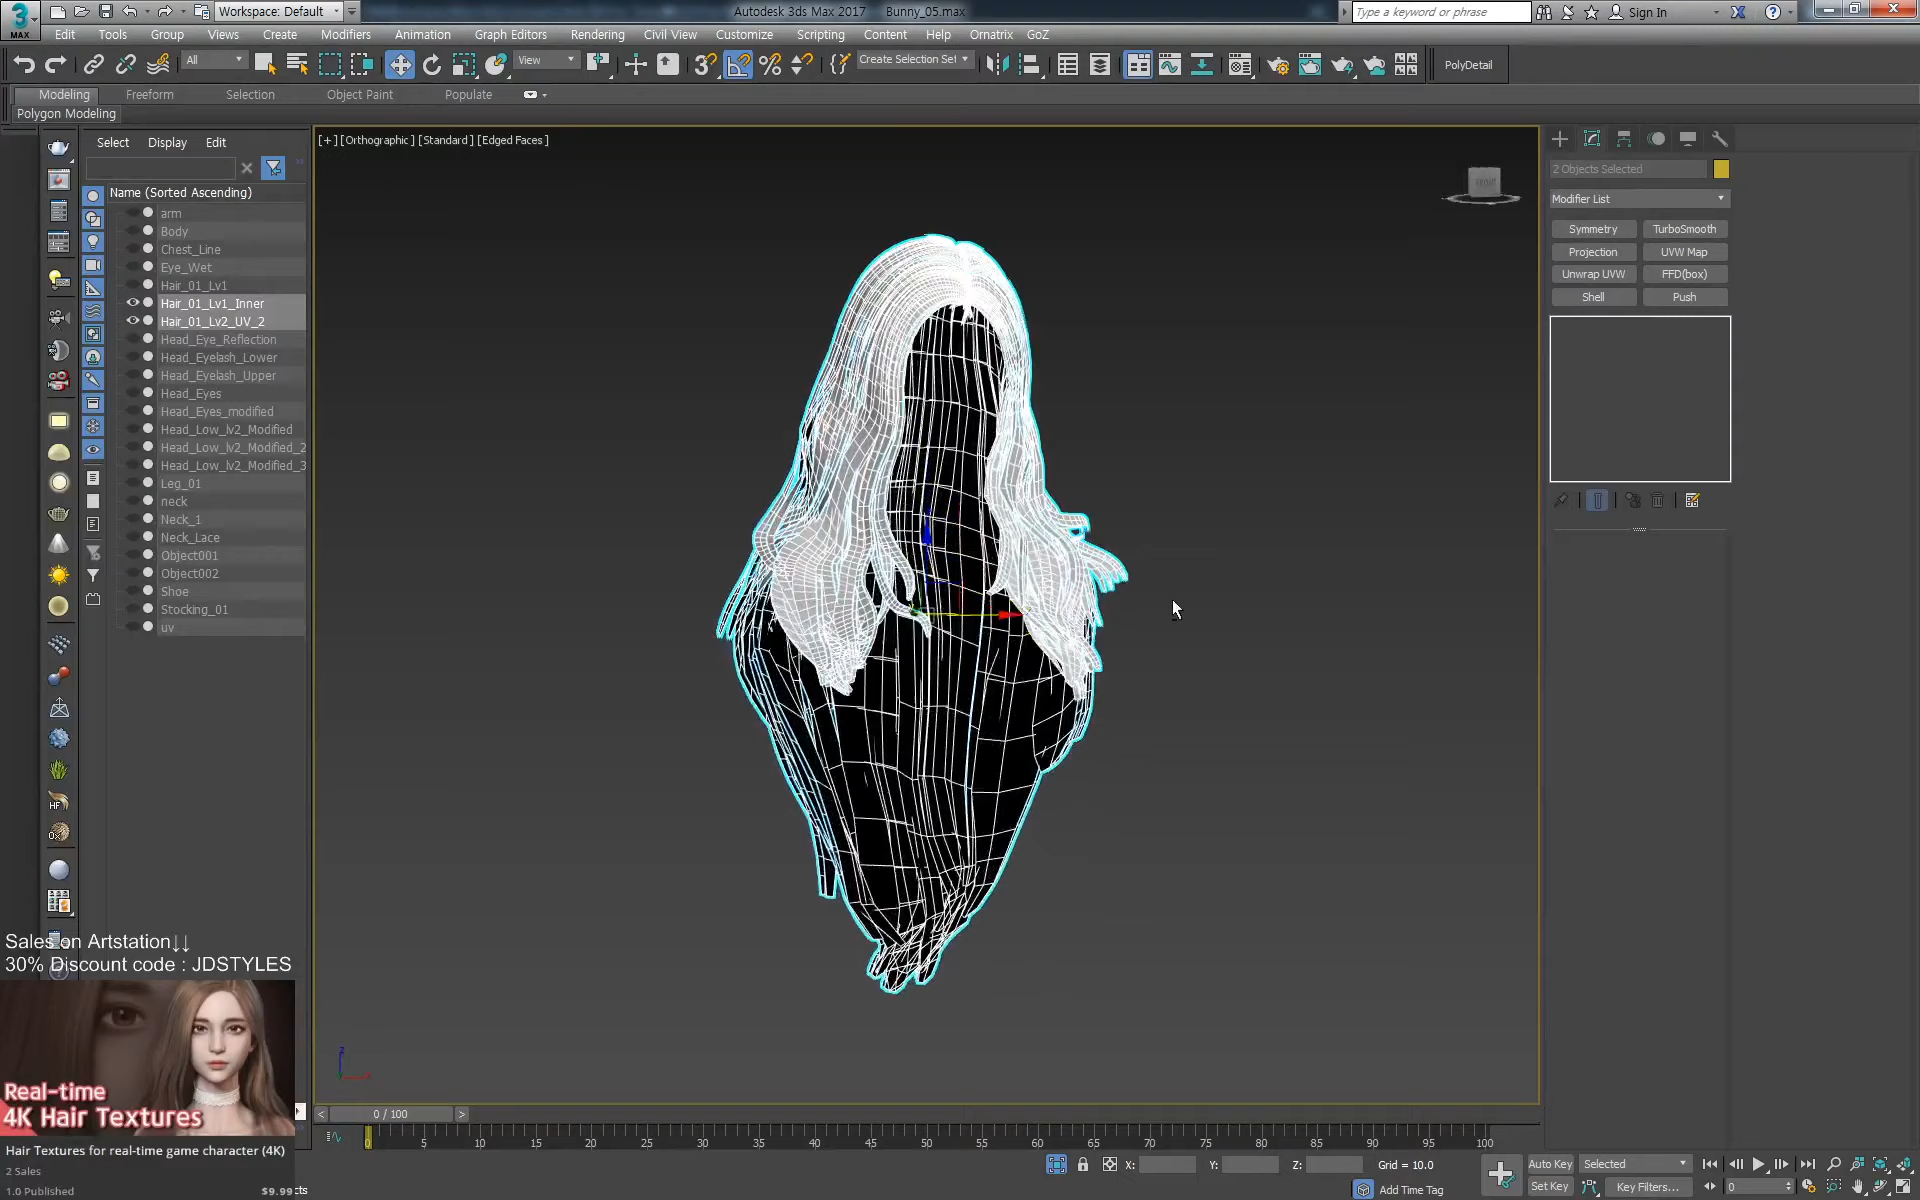 Workspace: Default
Autodesk 3ds Max 2017 Bunny_05.max
Type a keyword or phrase
Sign In
MAX
Edit Tools Group Views Create Modifiers Animation Graph Editors Rendering Civil View Customize Scripting Content Help Ornatrix GoZ
All
View
Create Selection Set
PolyDetail
Modeling Freeform Selection Object Paint Populate
Polygon Modeling
Select Display Edit
Name (Sorted Ascending)
arm
Body
Chest_Line
Eye_Wet
Hair_01_Lv1
Hair_01_Lv1_Inner
Hair_01_Lv2_UV_2
Head_Eye_Reflection
Head_Eyelash_Lower
Head_Eyelash_Upper
Head_Eyes
Head_Eyes_modified
Head_Low_lv2_Modified
Head_Low_lv2_Modified_2
Head_Low_lv2_Modified_3
Leg_01
neck
Neck_1
Neck_Lace
Object001
Object002
Shoe
Stocking_01
uv
[+] [Orthographic] [Standard] [Edged Faces]
2 Objects Selected
Modifier List
Symmetry TurboSmooth
Projection UVW Map
Unwrap UVW FFD(box)
Shell Push
HF
Sales on Artstation↓↓
30% Discount code : JDSTYLES
Real-time
4K Hair Textures
Hair Textures for real-time game character (4K)
2 Sales
1.0 Published $9.99
z
< 0 / 100 >
0 5 10 15 20 25 30 35 40 45 50 55 60 65 70 75 80 85 90 95 100
X: Y: Z: Grid = 10.0
Add Time Tag
Auto Key Selected
Set Key Key Filters...
0